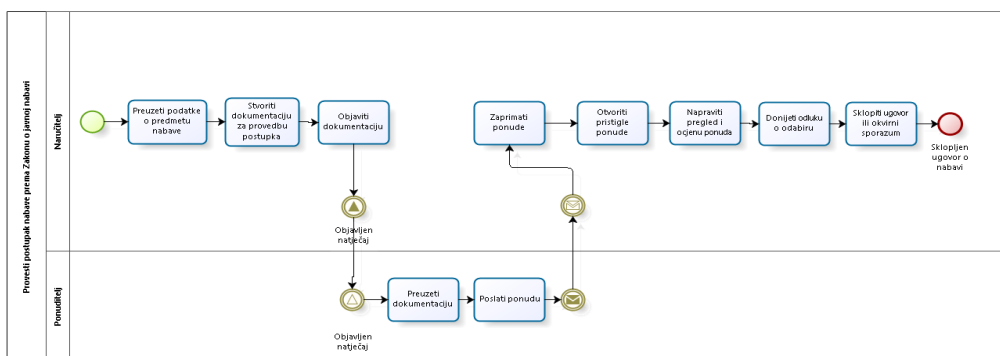 Provesti postupak nabave prema Zakonu o javnoj nabavi
Naručitelj
Preuzeti podatke
o predmetu
nabave
Stvoriti
dokumentaciju
za provedbu
postupka
Objaviti
dokumentaciju
Objavljen
natječaj
Zaprimati
ponude
Otvoriti
pristigle
ponude
Napraviti
pregled i
ocjenu ponuda
Donijeti odluku
o odabiru
Sklopiti ugovor
ili okvirni
sporazum
Sklopljen
ugovor o
nabavi
Ponuditelj
Objavljen
natječaj
Preuzeti
dokumentaciju
Poslati ponudu